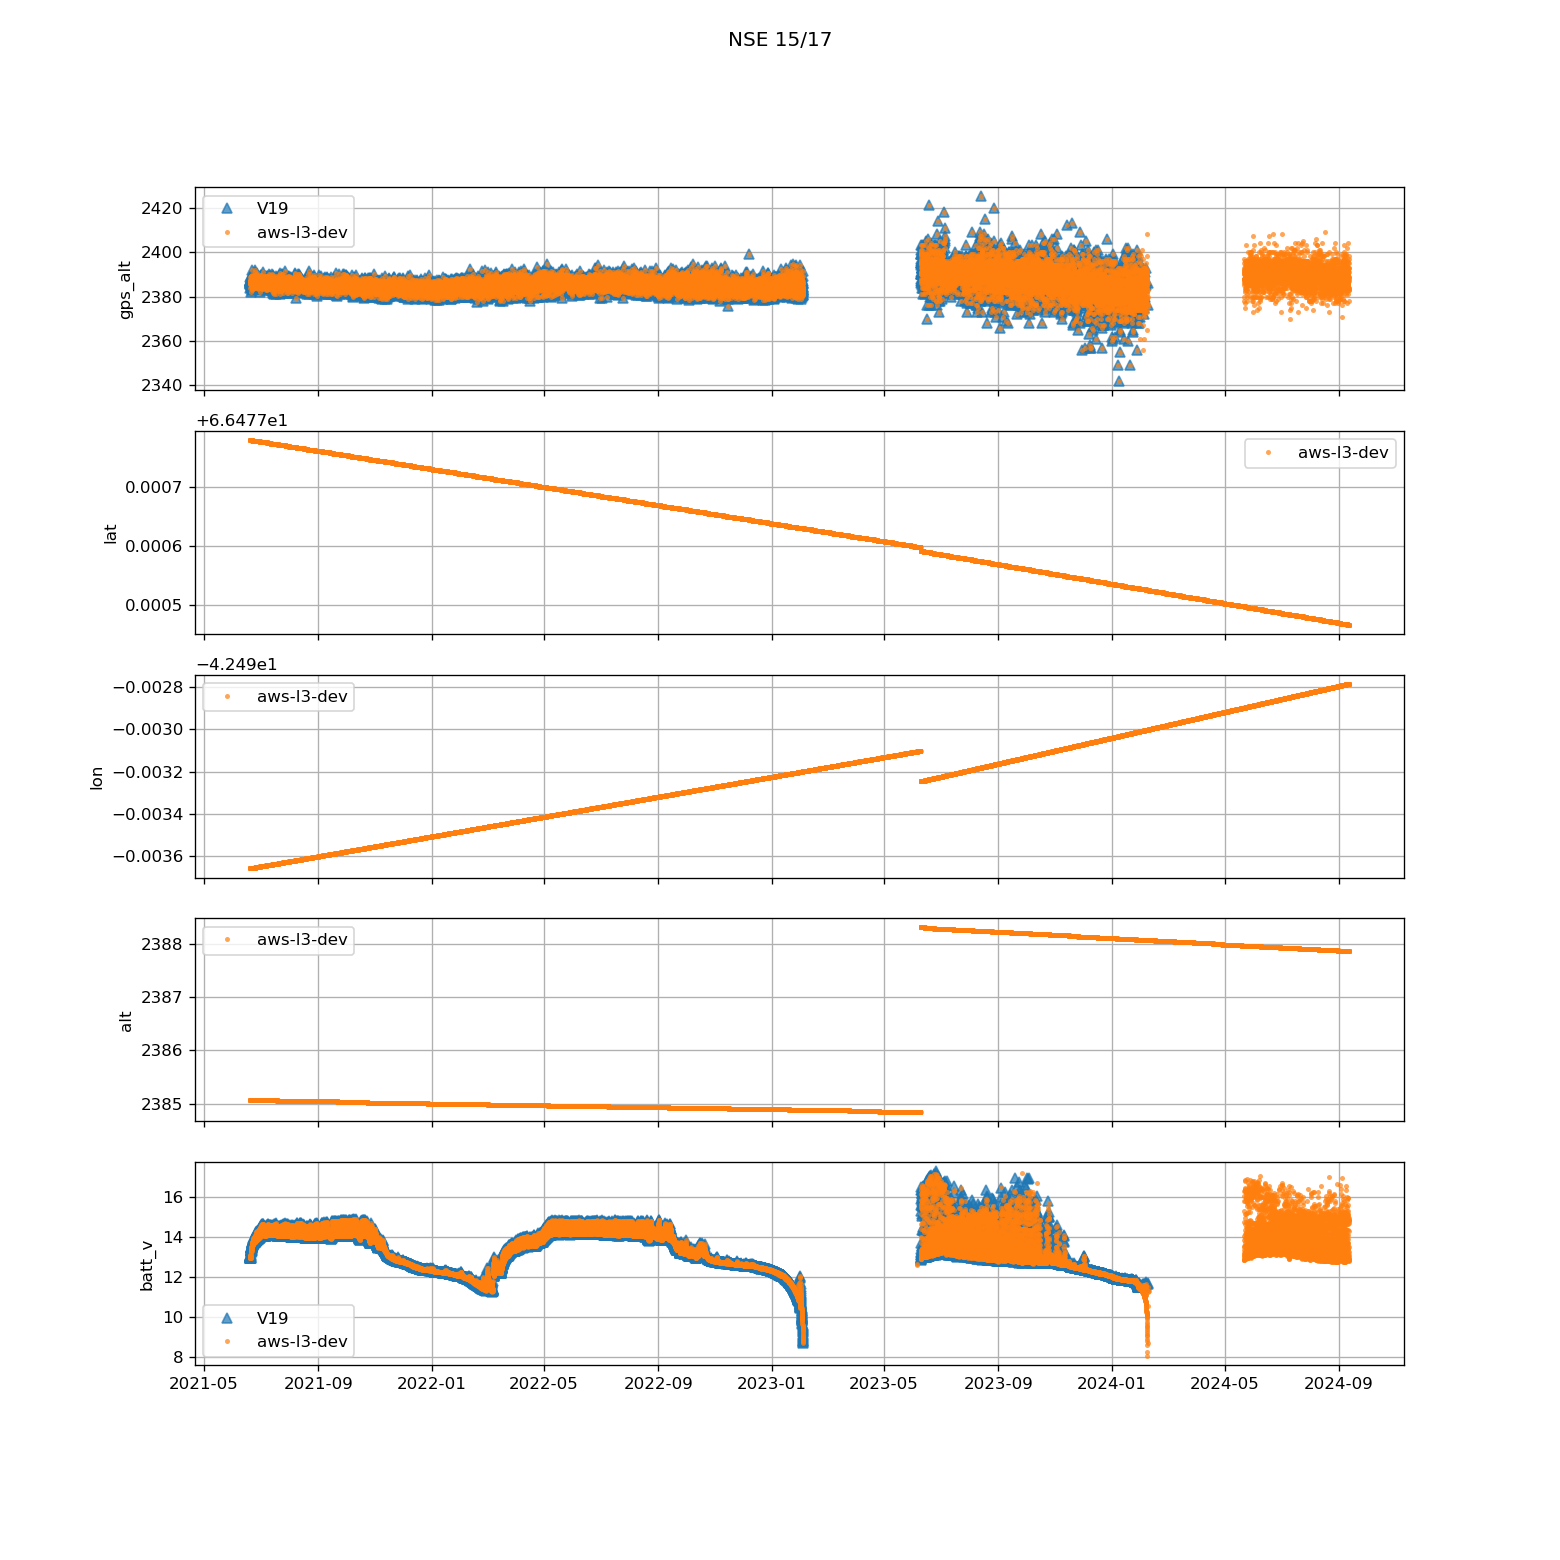 NSE 15/17
2420
2400
2380
2360
2340
gps_alt
V19
aws-l3-dev
+6.6477e1
0.0007
0.0006
0.0005
lat
aws-l3-dev
−4.249e1
−0.0028
−0.0030
−0.0032
−0.0034
−0.0036
lon
aws-l3-dev
2388
2387
2386
2385
alt
aws-l3-dev
16
14
12
10
8
batt_v
V19
aws-l3-dev
2021-05 2021-09 2022-01 2022-05 2022-09 2023-01 2023-05 2023-09 2024-01 2024-05 2024-09